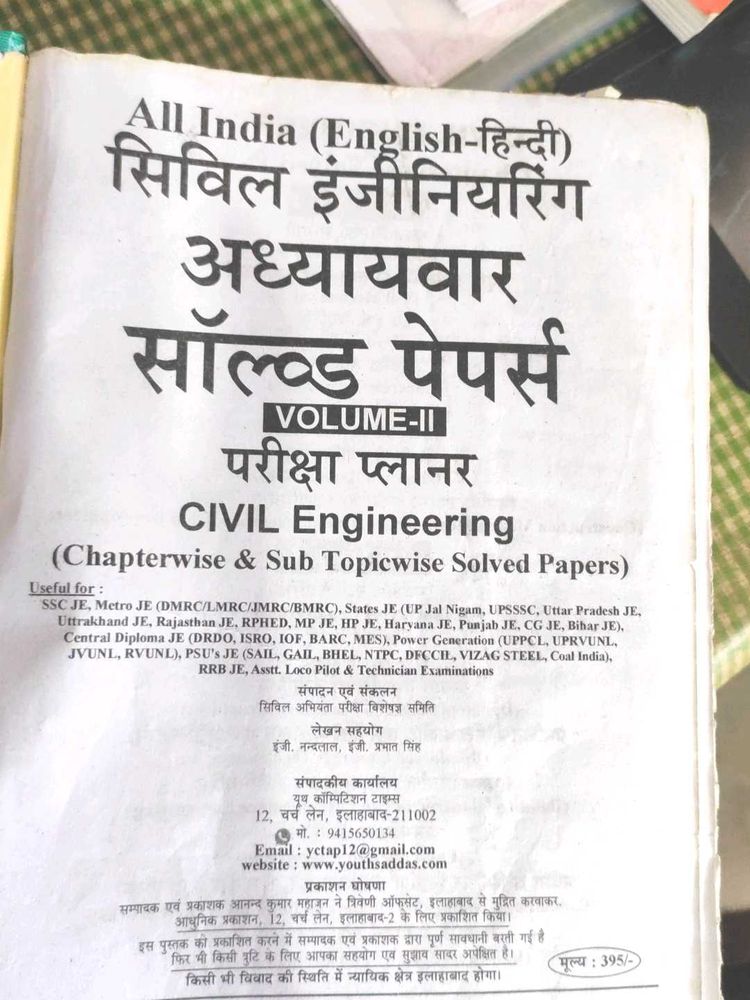 All India (English-हिन्दी)
सिविल इंजीनियरिंग
अध्यायवार
सॉल्व्ड पेपर्स
VOLUME-II
परीक्षा प्लानर
CIVIL Engineering
(Chapterwise & Sub Topicwise Solved Papers)
Useful for :
SSC JE, Metro JE (DMRC/LMRC/JMRC/BMRC), States JE (UP Jal Nigam, UPSSSC, Uttar Pradesh JE,
Uttrakhand JE, Rajasthan JE, RPHED, MP JE, HP JE, Haryana JE, Punjab JE, CG JE, Bihar JE),
Central Diploma JE (DRDO, ISRO, IOF, BARC, MES), Power Generation (UPPCL, UPRVUNL,
JVUNL, RVUNL), PSU's JE (SAIL, GAIL, BHEL, NTPC, DFCCIL, VIZAG STEEL, Coal India),
RRB JE, Asstt. Loco Pilot & Technician Examinations
संपादन एवं संकलन
सिविल अभियंता परीक्षा विशेषज्ञ समिति
लेखन सहयोग
इंजी. नन्दलाल, इंजी. प्रभात सिंह
संपादकीय कार्यालय
यूथ कॉम्पिटिशन टाइम्स
12, चर्च लेन, इलाहाबाद-211002
मो. : 9415650134
Email : yctap12@gmail.com
website : www.youthsaddas.com
प्रकाशन घोषणा
सम्पादक एवं प्रकाशक आनन्द कुमार महाजन ने त्रिवेणी ऑफसेट, इलाहाबाद से मुद्रित करवाकर,
आधुनिक प्रकाशन, 12, चर्च लेन, इलाहाबाद-2 के लिए प्रकाशित किया।
इस पुस्तक को प्रकाशित करने में सम्पादक एवं प्रकाशक द्वारा पूर्ण सावधानी बरती गई है
फिर भी किसी त्रुटि के लिए आपका सहयोग एवं सुझाव सादर अपेक्षित है।
मूल्य : 395/-
किसी भी विवाद की स्थिति में न्यायिक क्षेत्र इलाहाबाद होगा।